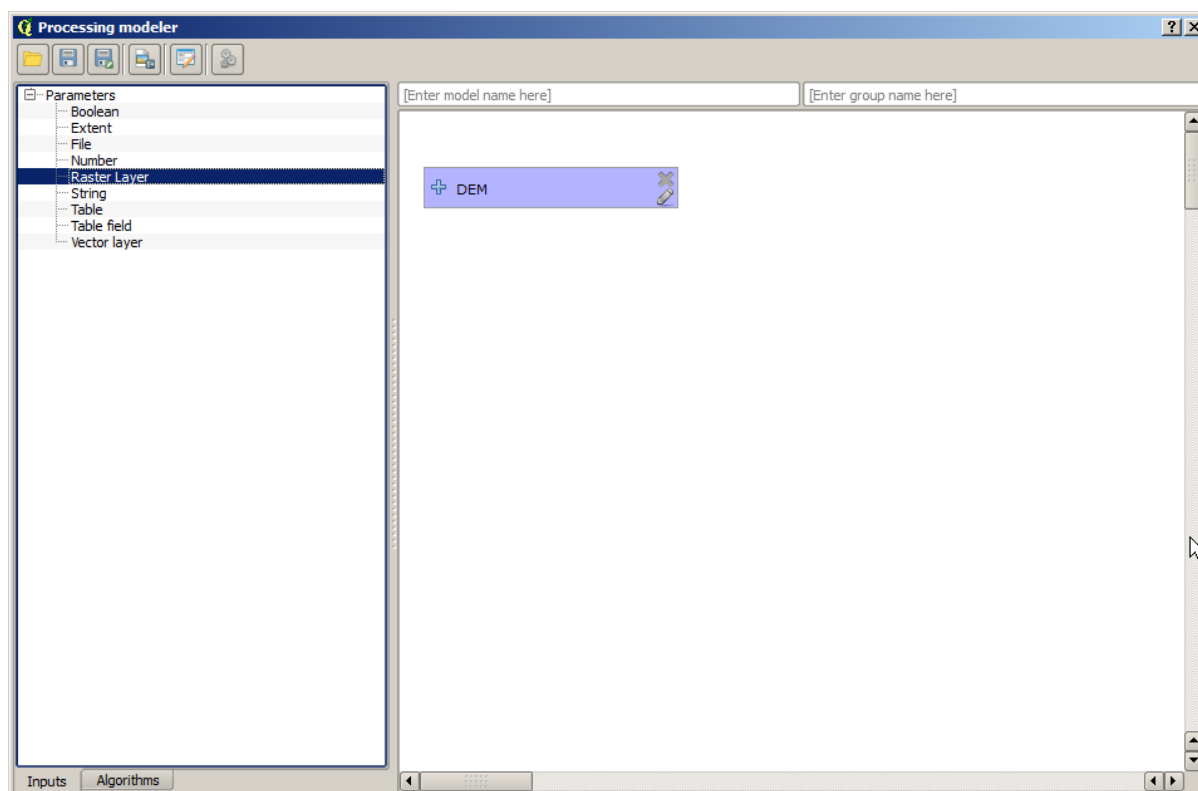 Processing modeler
Parameters
Boolean
Extent
File
Number
Raster Layer
String
Table
Table field
Vector layer
Inputs
Algorithms
[Enter model name here]
[Enter group name here]
DEM